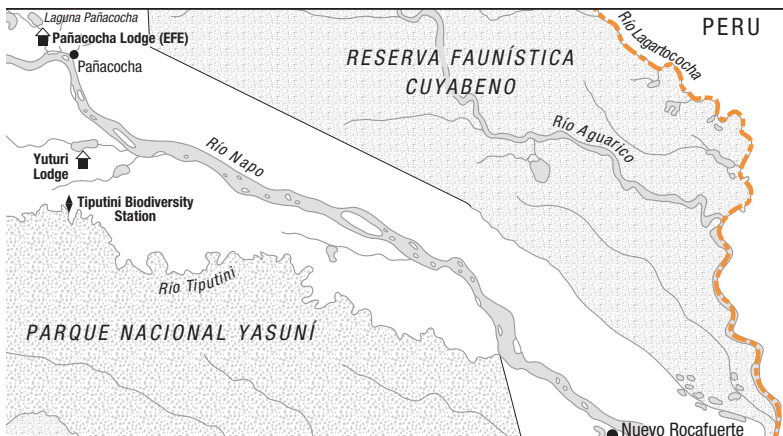 Laguna Pañacocha
Pañacocha Lodge (EFE)
Pañacocha
PERU
Río Lagartococha
RESERVA FAUNÍSTICA
CUYABENO
Río Aguarico
Río Napo
Yuturi
Lodge
Tiputini Biodiversity
Station
Río Tiputini
PARQUE NACIONAL YASUNÍ
Nuevo Rocafuerte